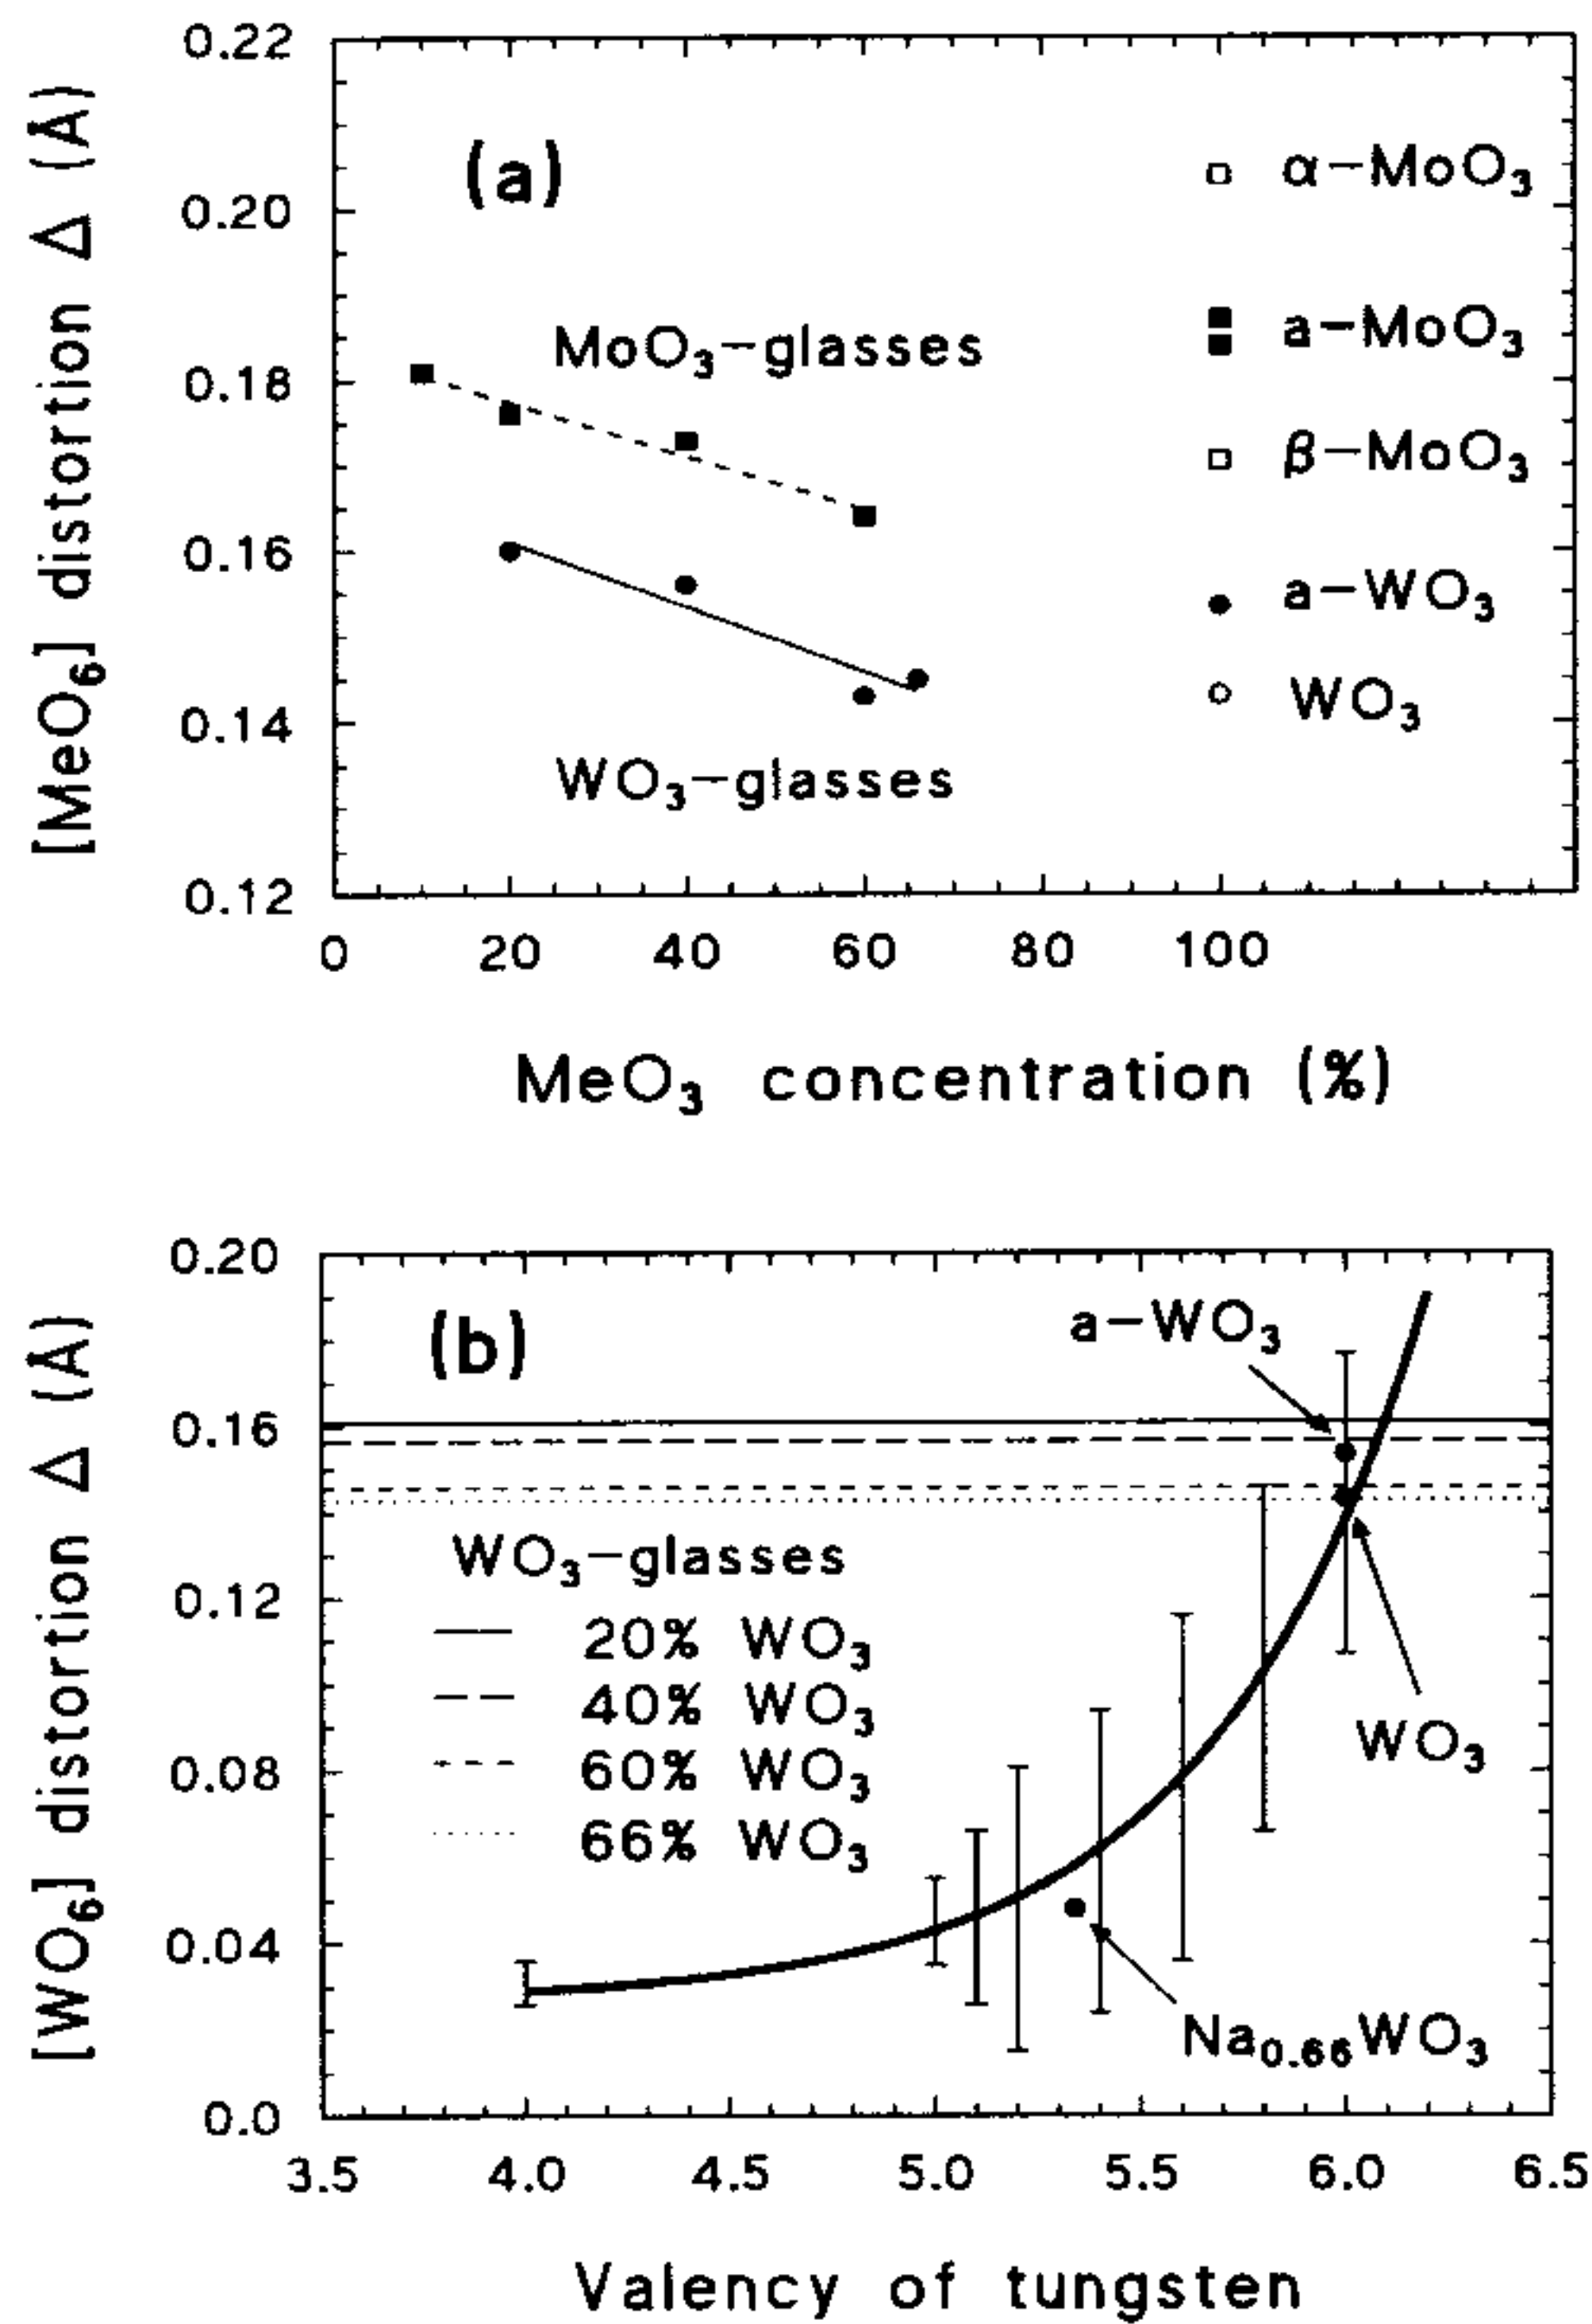 [MeO₆] distortion Δ (Å)
0.22
0.20
0.18
0.16
0.14
0.12
(a)
MoO₃-glasses
WO₃-glasses
α-MoO₃
a-MoO₃
β-MoO₃
a-WO₃
WO₃
0 20 40 60 80 100
MeO₃ concentration (%)
[WO₆] distortion Δ (Å)
0.20
0.16
0.12
0.08
0.04
0.0
(b)
a-WO₃
WO₃-glasses
20% WO₃
40% WO₃
60% WO₃
66% WO₃
WO₃
Na₀.₆₆WO₃
3.5 4.0 4.5 5.0 5.5 6.0 6.5
Valency of tungsten